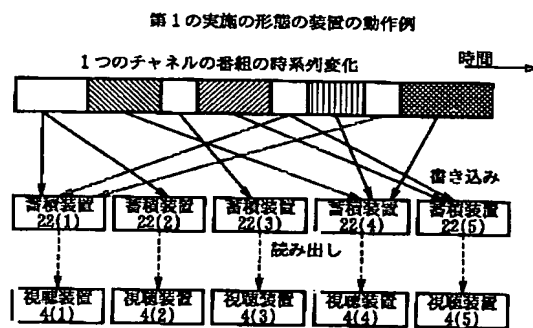 第1の実施の形態の装置の動作例
1つのチャネルの番組の時系列変化
時間
書き込み
蓄積装置 22(1)
蓄積装置 22(2)
蓄積装置 22(3)
蓄積装置 22(4)
蓄積装置 22(5)
読み出し
視聴装置 4(1)
視聴装置 4(2)
視聴装置 4(3)
視聴装置 4(4)
視聴装置 4(5)